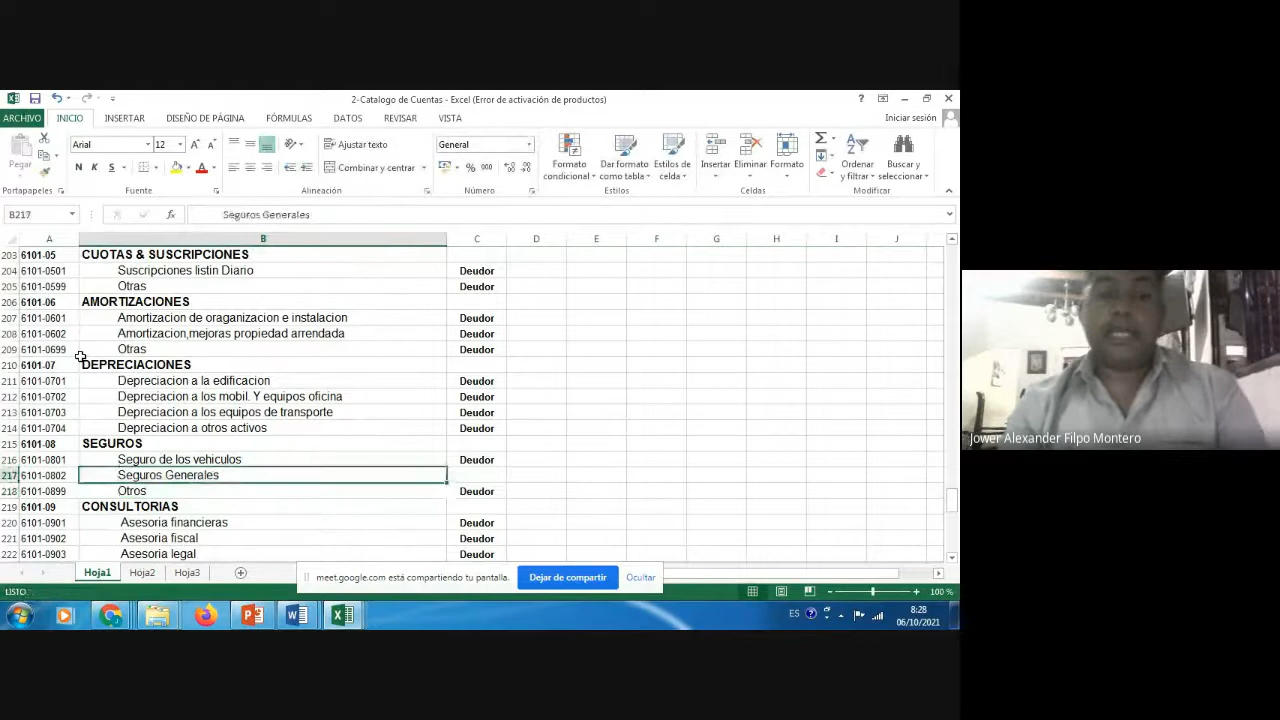 2-Catalogo de Cuentas - Excel (Error de activación de productos)
ARCHIVO INICIO INSERTAR DISEÑO DE PÁGINA FÓRMULAS DATOS REVISAR VISTA Iniciar sesión
Arial 12 Ajustar texto General
Pegar N K S Combinar y centrar % 000 Formato condicional Dar formato como tabla Estilos de celda Insertar Eliminar Formato Ordenar y filtrar Buscar y seleccionar
Portapapeles Fuente Alineación Número Estilos Celdas Modificar
B217 fx Seguros Generales
A B C D E F G H I J
203 6101-05 CUOTAS & SUSCRIPCIONES
204 6101-0501 Suscripciones listin Diario Deudor
205 6101-0599 Otras Deudor
206 6101-06 AMORTIZACIONES
207 6101-0601 Amortizacion de oraganizacion e instalacion Deudor
208 6101-0602 Amortizacion,mejoras propiedad arrendada Deudor
209 6101-0699 Otras Deudor
210 6101-07 DEPRECIACIONES
211 6101-0701 Depreciacion a la edificacion Deudor
212 6101-0702 Depreciacion a los mobil. Y equipos oficina Deudor
213 6101-0703 Depreciacion a los equipos de transporte Deudor
214 6101-0704 Depreciacion a otros activos Deudor
215 6101-08 SEGUROS
216 6101-0801 Seguro de los vehiculos Deudor
217 6101-0802 Seguros Generales
218 6101-0899 Otros Deudor
219 6101-09 CONSULTORIAS
220 6101-0901 Asesoria financieras Deudor
221 6101-0902 Asesoria fiscal Deudor
222 6101-0903 Asesoria legal Deudor
Hoja1 Hoja2 Hoja3
meet.google.com está compartiendo tu pantalla. Dejar de compartir Ocultar
LISTO 100 %
ES 8:28
06/10/2021
Jower Alexander Filpo Montero